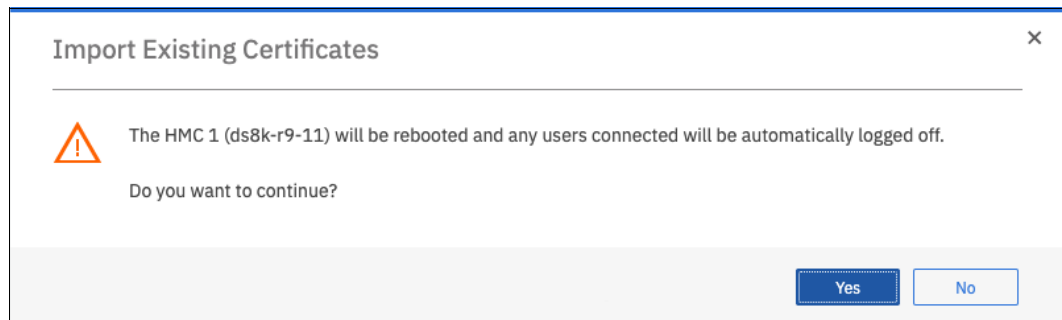 Import Existing Certificates
The HMC 1 (ds8k-r9-11) will be rebooted and any users connected will be automatically logged off.
Do you want to continue?
Yes
No